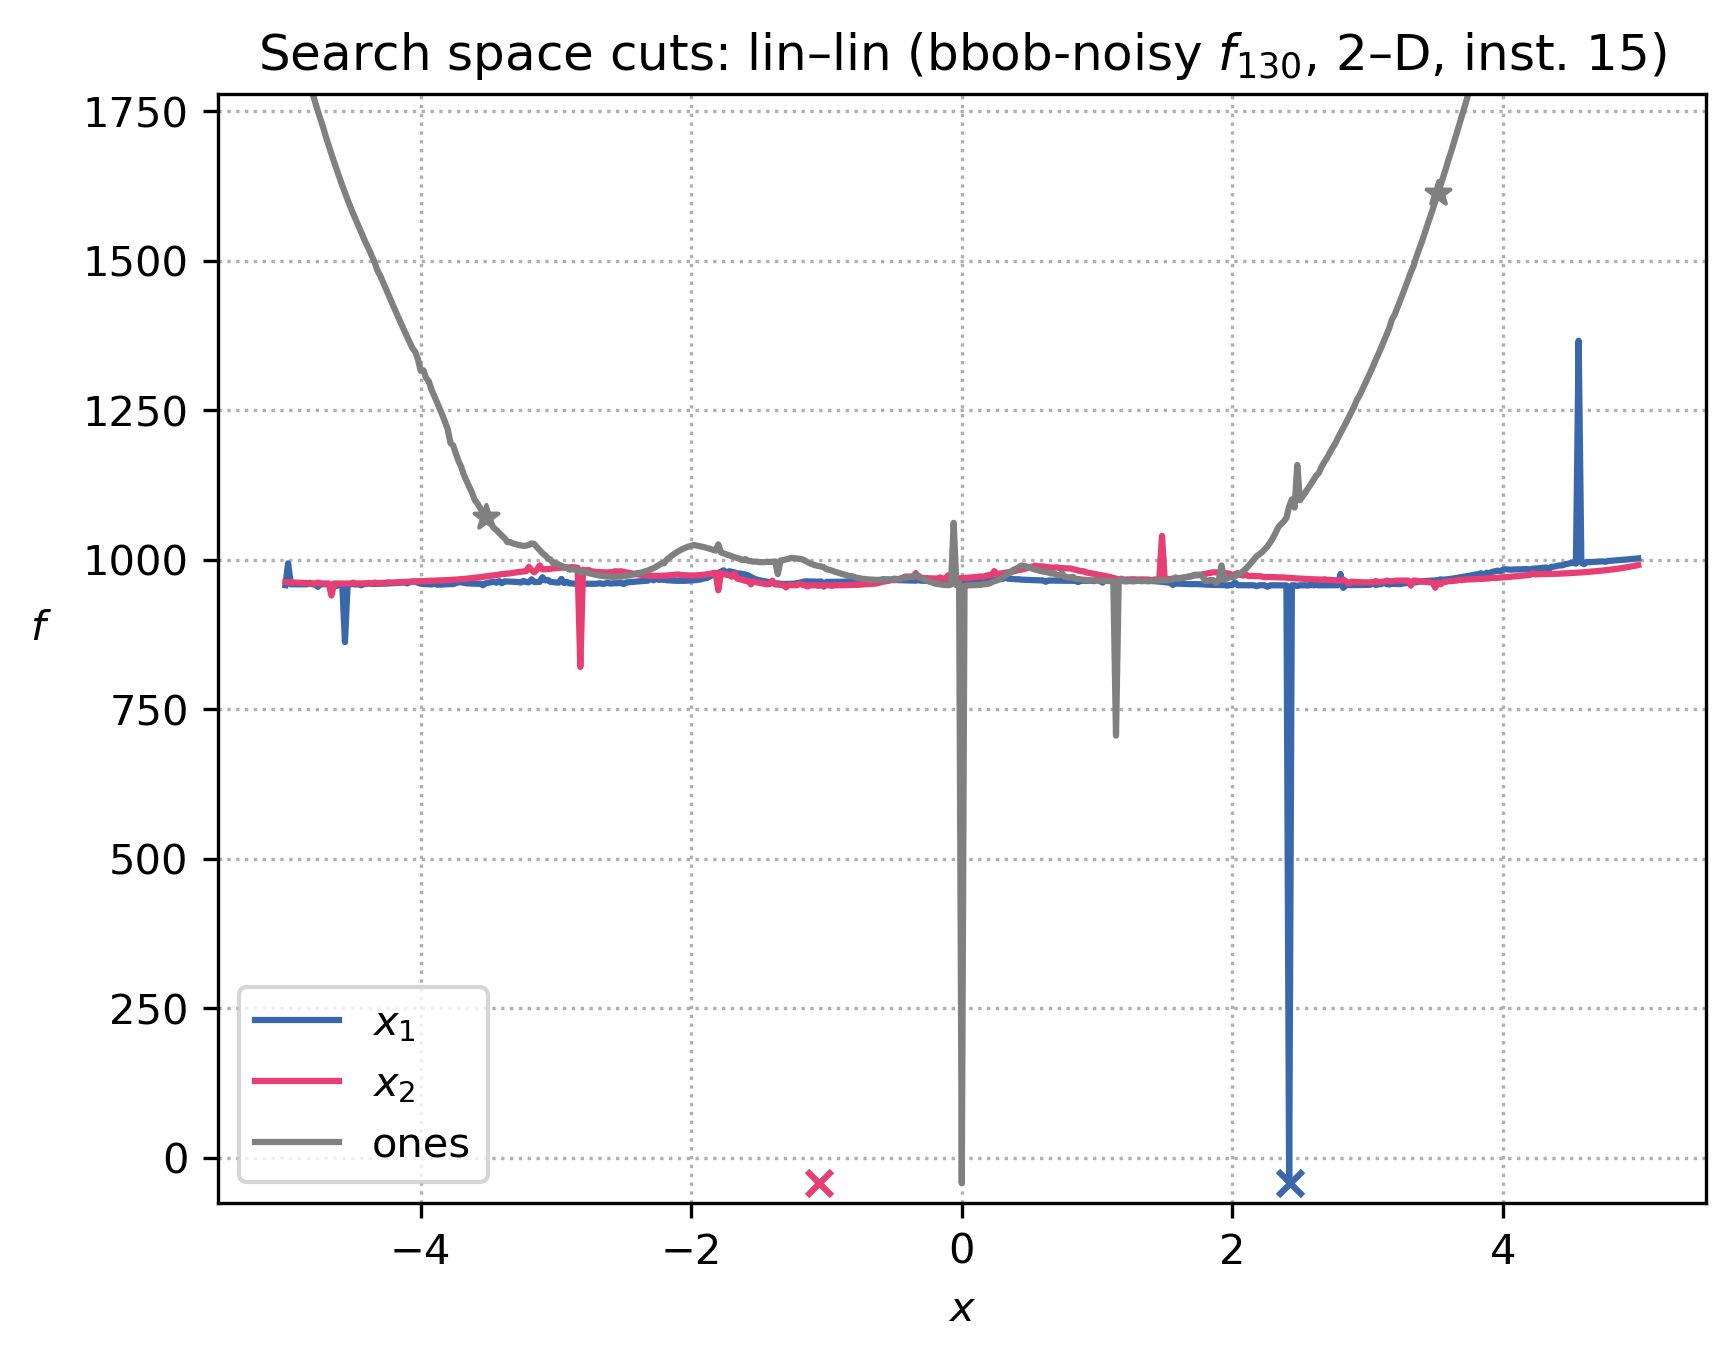 Search space cuts: lin–lin (bbob-noisy f₁₃₀, 2–D, inst. 15)
1750
1500
1250
1000
750
500
250
0
f
x₁
x₂
ones
−4
−2
0
2
4
x